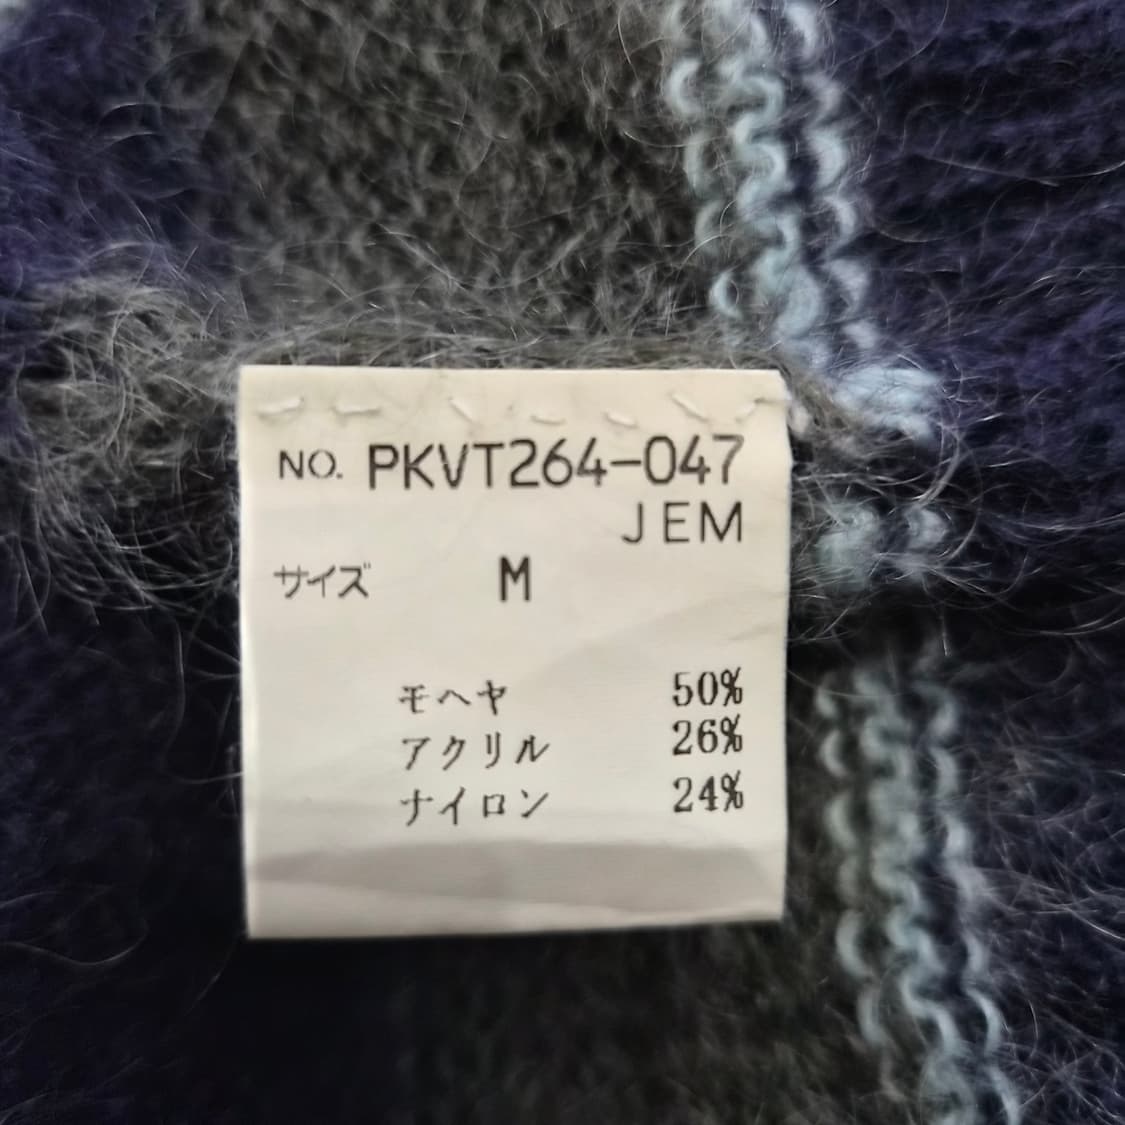 NO. PKVT264-047
JEM
サイズ M
モヘヤ 50%
アクリル 26%
ナイロン 24%